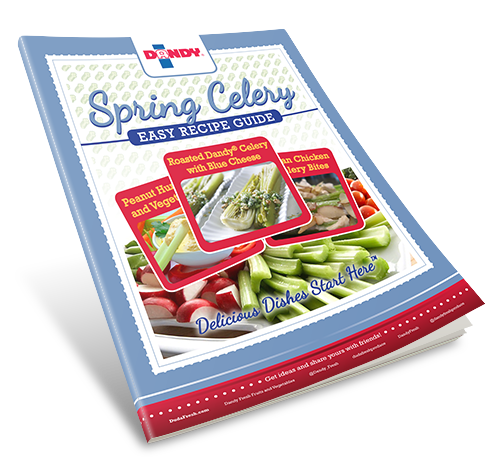 DANDY®
Spring Celery
EASY RECIPE GUIDE
Roasted Dandy® Celery
with Blue Cheese
Peanut Hu
and Veget
an Chicken
lery Bites
Delicious Dishes Start Here™
Get ideas and share yours with friends!
DudaFresh.com
Dandy Fresh Fruits and Vegetables
@Dandy_Fresh
DudaFresh